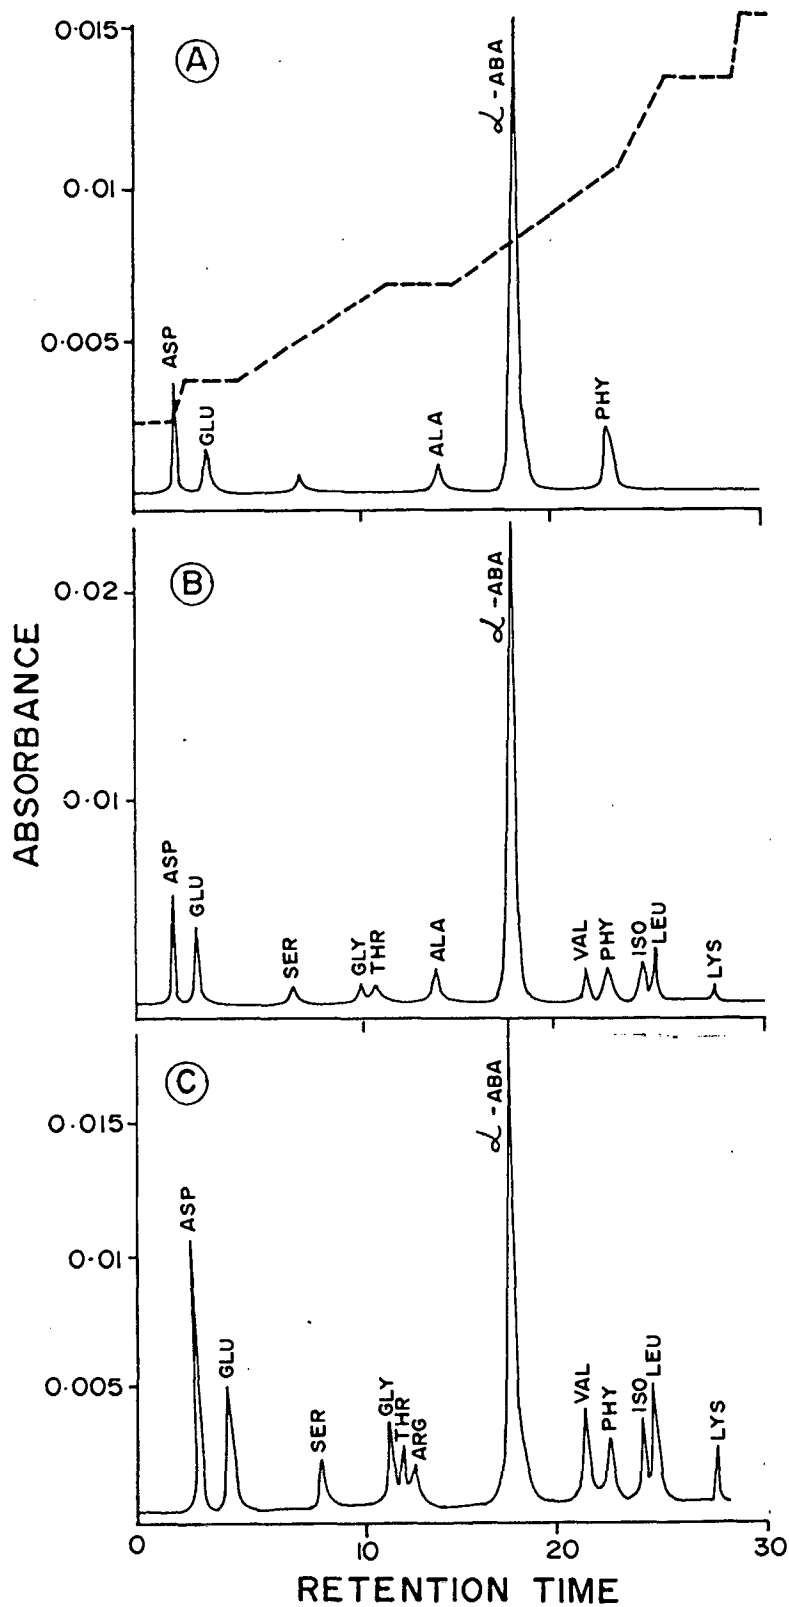 0·015
A
α-ABA
0·01
0·005
ASP
GLU
ALA
PHY
0·02
B
α-ABA
0·01
ASP
GLU
SER
GLY
THR
ALA
VAL
PHY
ISO
LEU
LYS
ABSORBANCE
C
α-ABA
0·015
ASP
0·01
GLU
0·005
SER
GLY
THR
ARG
VAL
PHY
ISO
LEU
LYS
0 10 20 30
RETENTION TIME